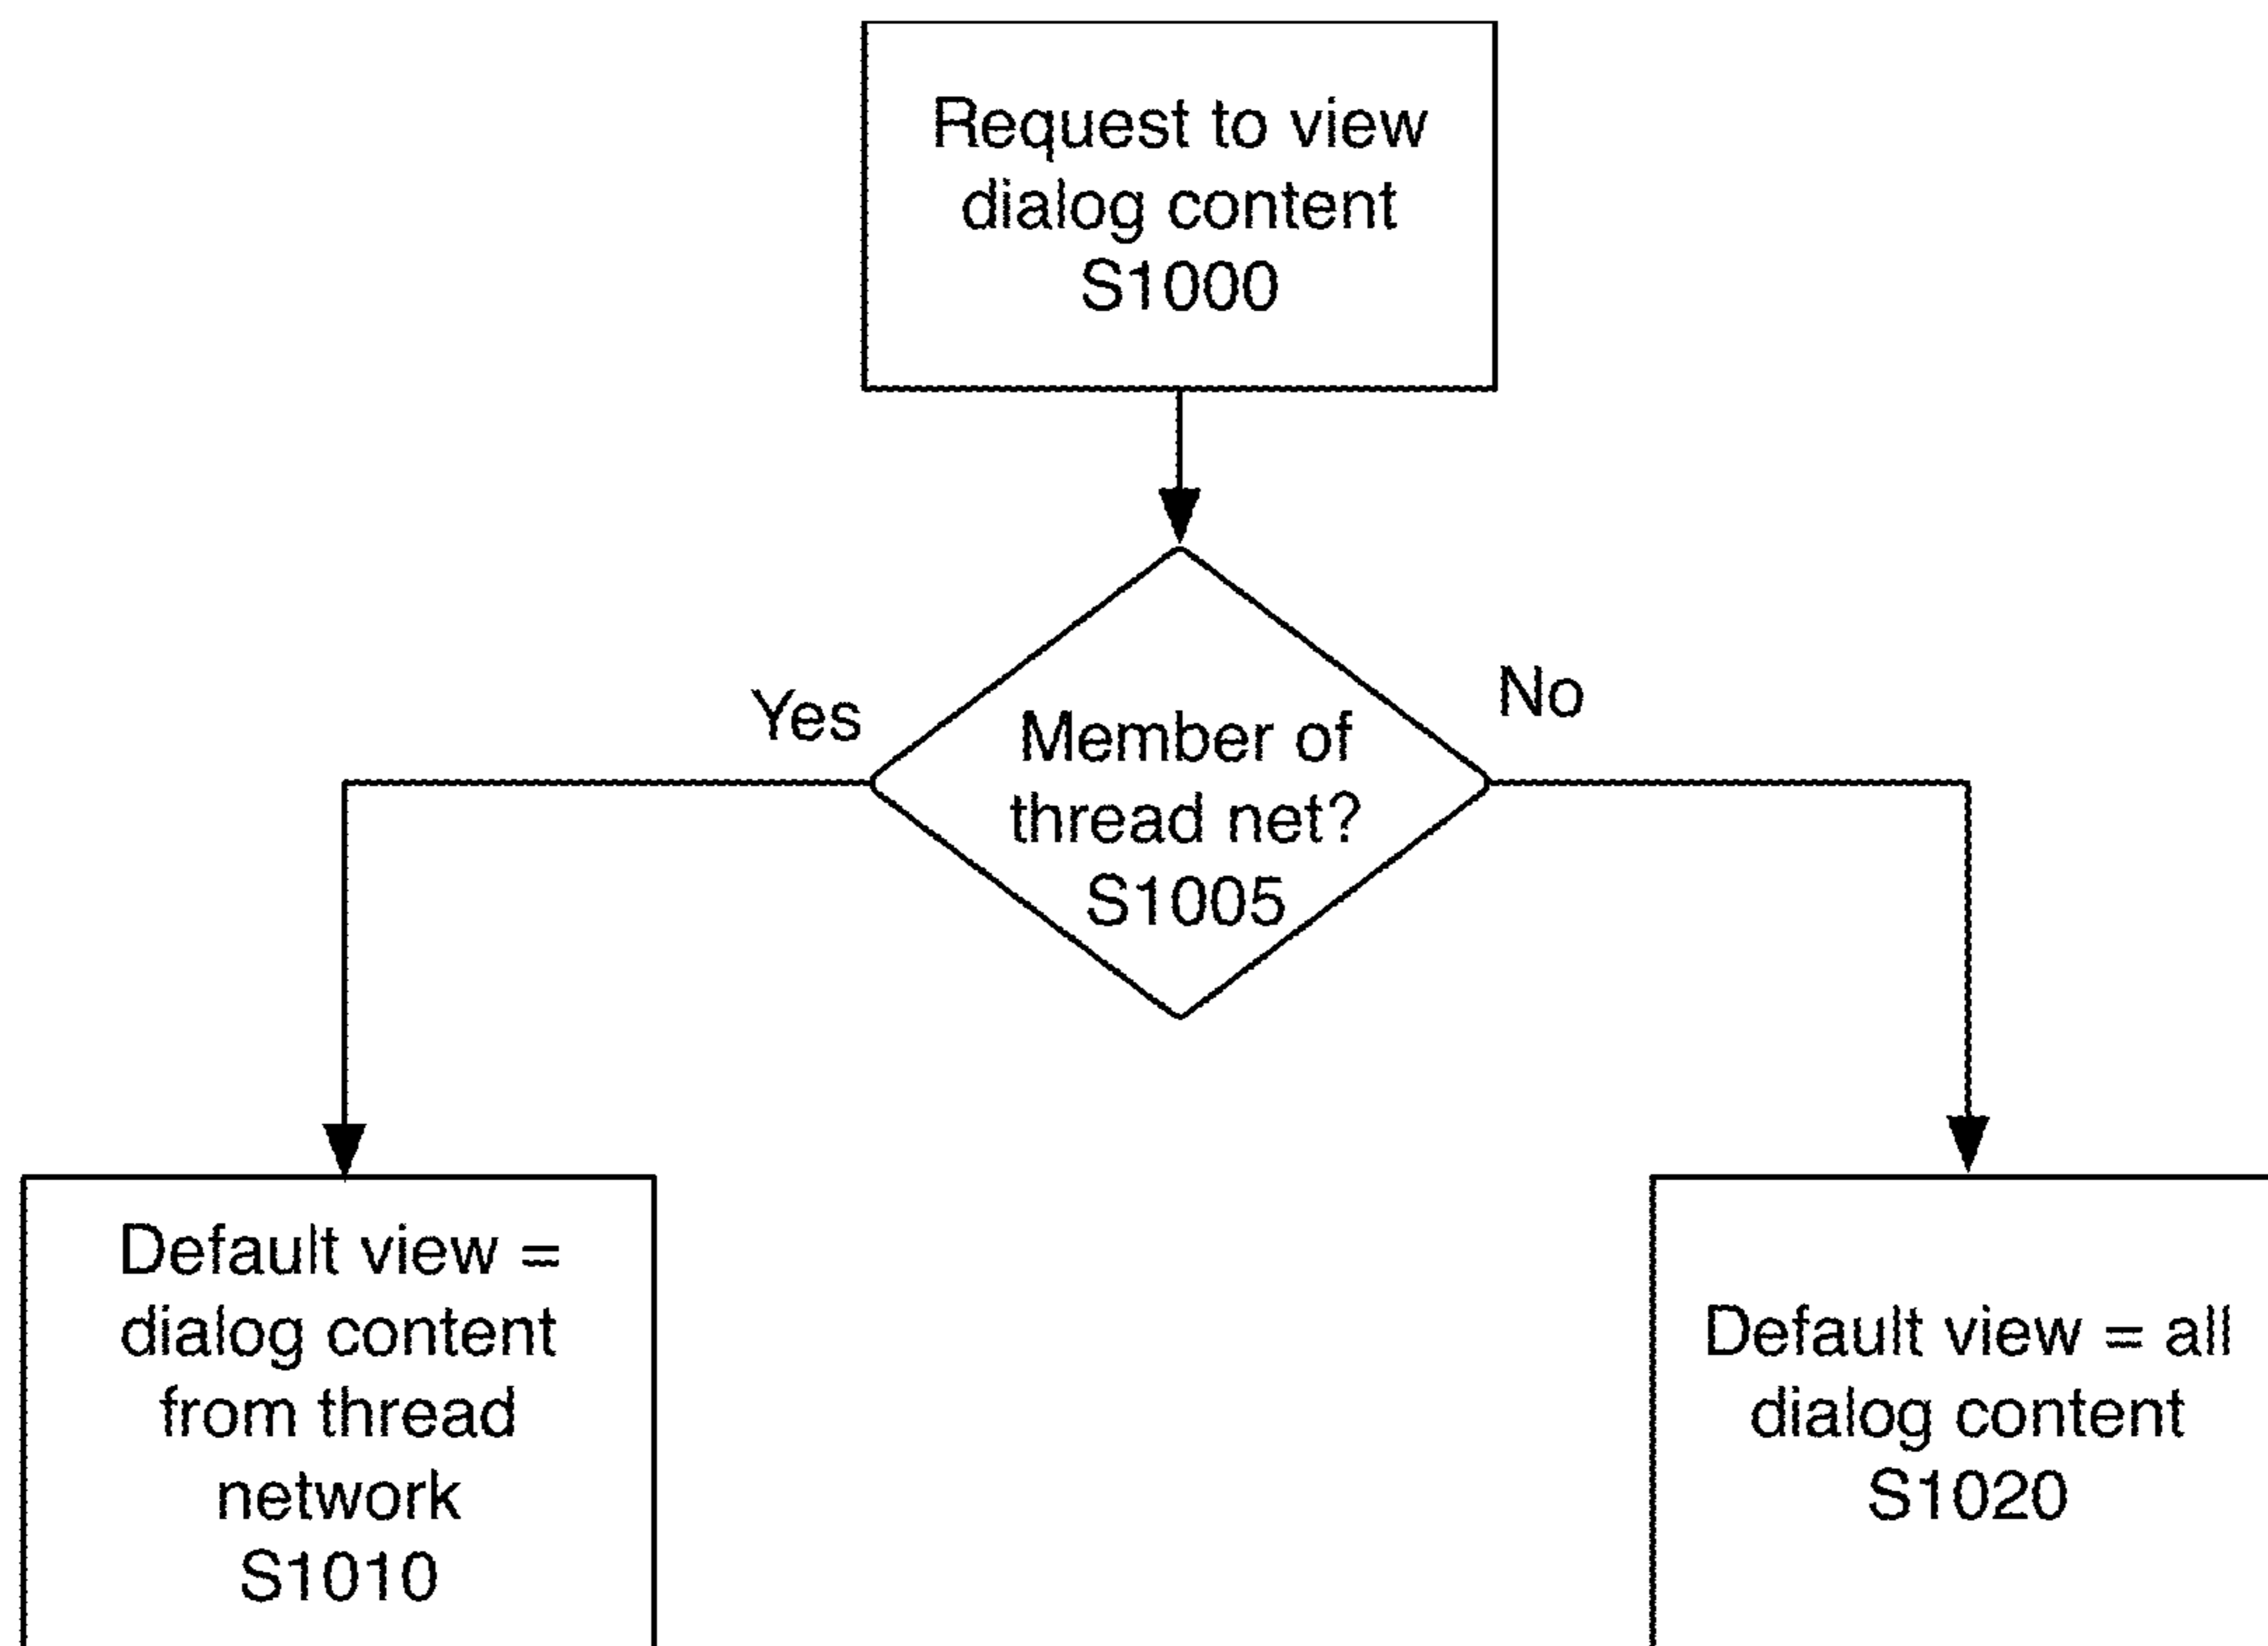 Request to view
dialog content
S1000
Yes
No
Member of
thread net?
S1005
Default view =
dialog content
from thread
network
S1010
Default view = all
dialog content
S1020